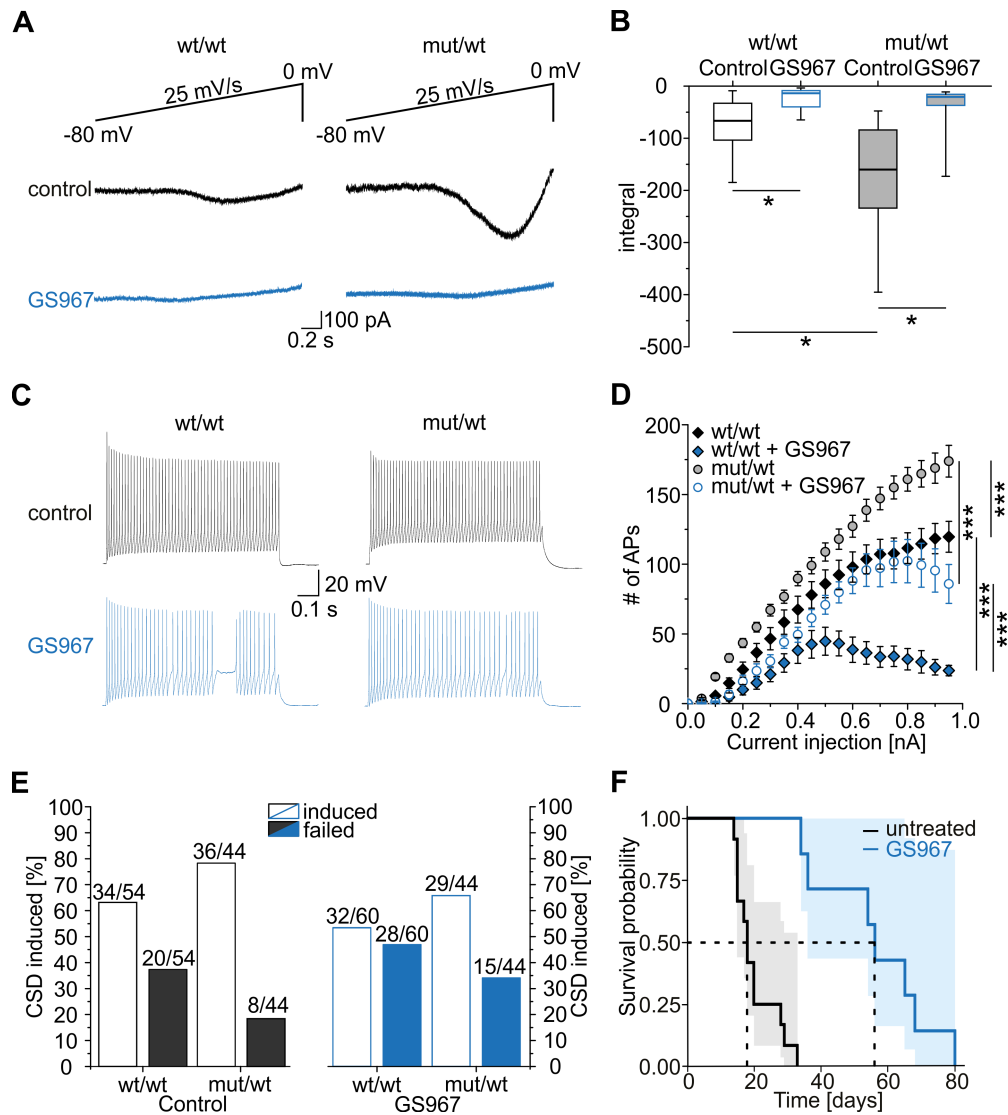 A
wt/wt
mut/wt
0 mV
0 mV
25 mV/s
25 mV/s
-80 mV
-80 mV
control
GS967
100 pA
0.2 s
B
wt/wt
mut/wt
Control GS967
Control GS967
0
-100
-200
-300
-400
-500
integral
*
*
*
C
wt/wt
mut/wt
control
20 mV
0.1 s
GS967
D
200
150
100
50
0
# of APs
wt/wt
wt/wt + GS967
mut/wt
mut/wt + GS967
***
***
***
***
0.0 0.2 0.4 0.6 0.8 1.0
Current injection [nA]
E
100
90
80
70
60
50
40
30
20
10
0
CSD induced [%]
induced
failed
34/54
20/54
36/44
8/44
wt/wt
mut/wt
Control
32/60
28/60
29/44
15/44
wt/wt
mut/wt
GS967
100
90
80
70
60
50
40
30
20
10
0
CSD induced [%]
F
1.00
0.75
0.50
0.25
0.00
Survival probability
untreated
GS967
0 20 40 60 80
Time [days]